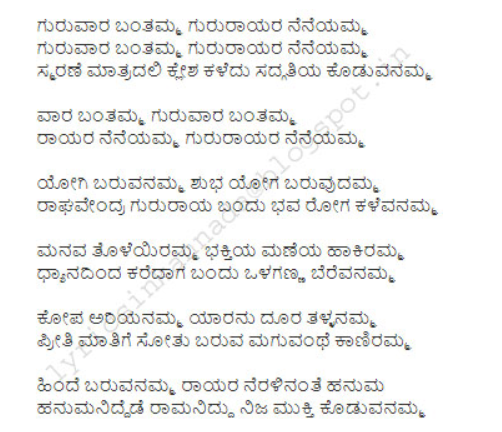 ಗುರುವಾರ ಬಂತಮ್ಮ ಗುರುರಾಯರ ನೆನೆಯಮ್ಮ
ಗುರುವಾರ ಬಂತಮ್ಮ ಗುರುರಾಯರ ನೆನೆಯಮ್ಮ
ಸ್ಮರಣೆ ಮಾತ್ರದಲಿ ಕ್ಲೇಶ ಕಳೆದು ಸದ್ಗತಿಯ ಕೊಡುವನಮ್ಮ
ವಾರ ಬಂತಮ್ಮ ಗುರುವಾರ ಬಂತಮ್ಮ
ರಾಯರ ನೆನೆಯಮ್ಮ ಗುರುರಾಯರ ನೆನೆಯಮ್ಮ
ಯೋಗಿ ಬರುವನಮ್ಮ ಶುಭ ಯೋಗ ಬರುವುದಮ್ಮ
ರಾಘವೇಂದ್ರ ಗುರುರಾಯ ಬಂದು ಭವ ರೋಗ ಕಳೆವನಮ್ಮ
ಮನವ ತೊಳೆಯಿರಮ್ಮ ಭಕ್ತಿಯ ಮಣೆಯ ಹಾಕಿರಮ್ಮ
ಧ್ಯಾನದಿಂದ ಕರೆದಾಗ ಬಂದು ಒಳಗಣ್ಣ ಬೆರೆವನಮ್ಮ
ಕೋಪ ಅರಿಯನಮ್ಮ ಯಾರನು ದೂರ ತಳ್ಳನಮ್ಮ
ಪ್ರೀತಿ ಮಾತಿಗೆ ಸೋತು ಬರುವ ಮಗುವಂಥೆ ಕಾಣಿರಮ್ಮ
ಹಿಂದೆ ಬರುವನಮ್ಮ ರಾಯರ ನೆರಳಿನಂತೆ ಹನುಮ
ಹನುಮನಿದ್ದೆಡೆ ರಾಮನಿದ್ದು ನಿಜ ಮುಕ್ತಿ ಕೊಡುವನಮ್ಮ
lyricsinkannada.blogspot.in